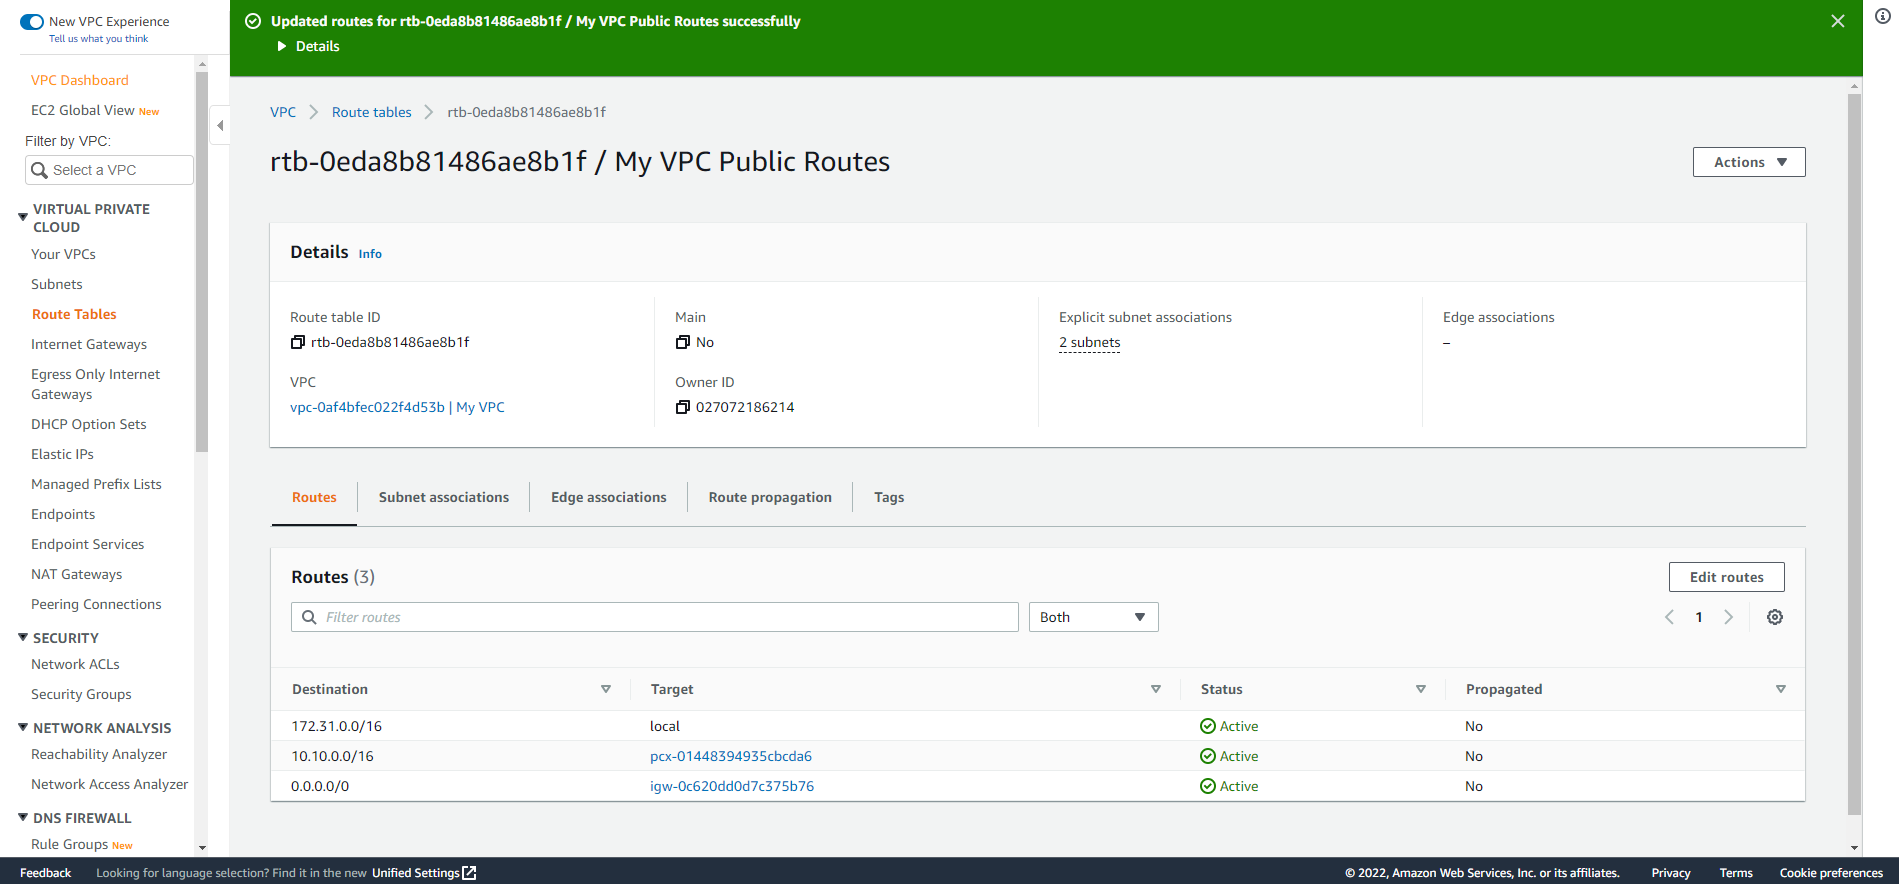 New VPC Experience
Tell us what you think
VPC Dashboard
EC2 Global View New
Filter by VPC:
Select a VPC
VIRTUAL PRIVATE
CLOUD
Your VPCs
Subnets
Route Tables
Internet Gateways
Egress Only Internet
Gateways
DHCP Option Sets
Elastic IPs
Managed Prefix Lists
Endpoints
Endpoint Services
NAT Gateways
Peering Connections
SECURITY
Network ACLs
Security Groups
NETWORK ANALYSIS
Reachability Analyzer
Network Access Analyzer
DNS FIREWALL
Rule Groups New
Updated routes for rtb-0eda8b81486ae8b1f / My VPC Public Routes successfully
Details
VPC Route tables rtb-0eda8b81486ae8b1f
rtb-0eda8b81486ae8b1f / My VPC Public Routes
Actions
Details Info
Route table ID
rtb-0eda8b81486ae8b1f
VPC
vpc-0af4bfec022f4d53b | My VPC
Main
No
Owner ID
027072186214
Explicit subnet associations
2 subnets
Edge associations
–
Routes Subnet associations Edge associations Route propagation Tags
Routes (3)
Edit routes
Filter routes
Both
1
Destination Target Status Propagated
172.31.0.0/16 local Active No
10.10.0.0/16 pcx-01448394935cbcda6 Active No
0.0.0.0/0 igw-0c620dd0d7c375b76 Active No
Feedback Looking for language selection? Find it in the new Unified Settings
© 2022, Amazon Web Services, Inc. or its affiliates. Privacy Terms Cookie preferences